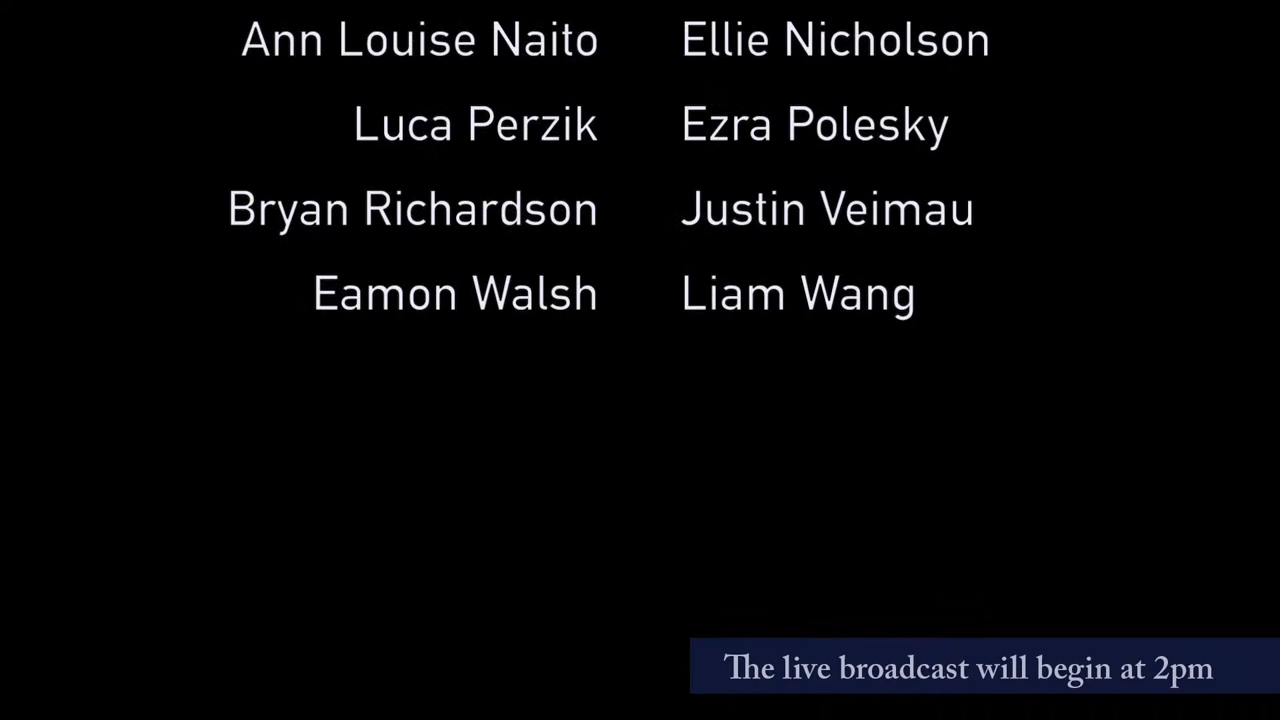 Ann Louise Naito Ellie Nicholson
Luca Perzik Ezra Polesky
Bryan Richardson Justin Veimau
Eamon Walsh Liam Wang
The live broadcast will begin at 2pm